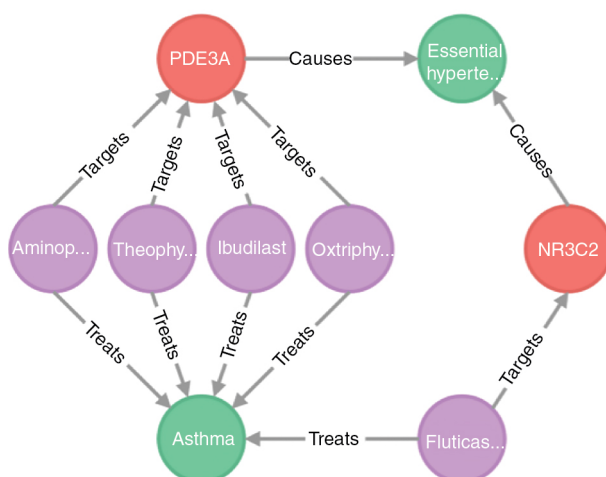 PDE3A
Causes
Essential
hyperte...
Targets
Targets
Targets
Targets
Causes
Aminop...
Theophy...
Ibudilast
Oxtriphy...
NR3C2
Treats
Treats
Treats
Treats
Targets
Asthma
Treats
Fluticas...